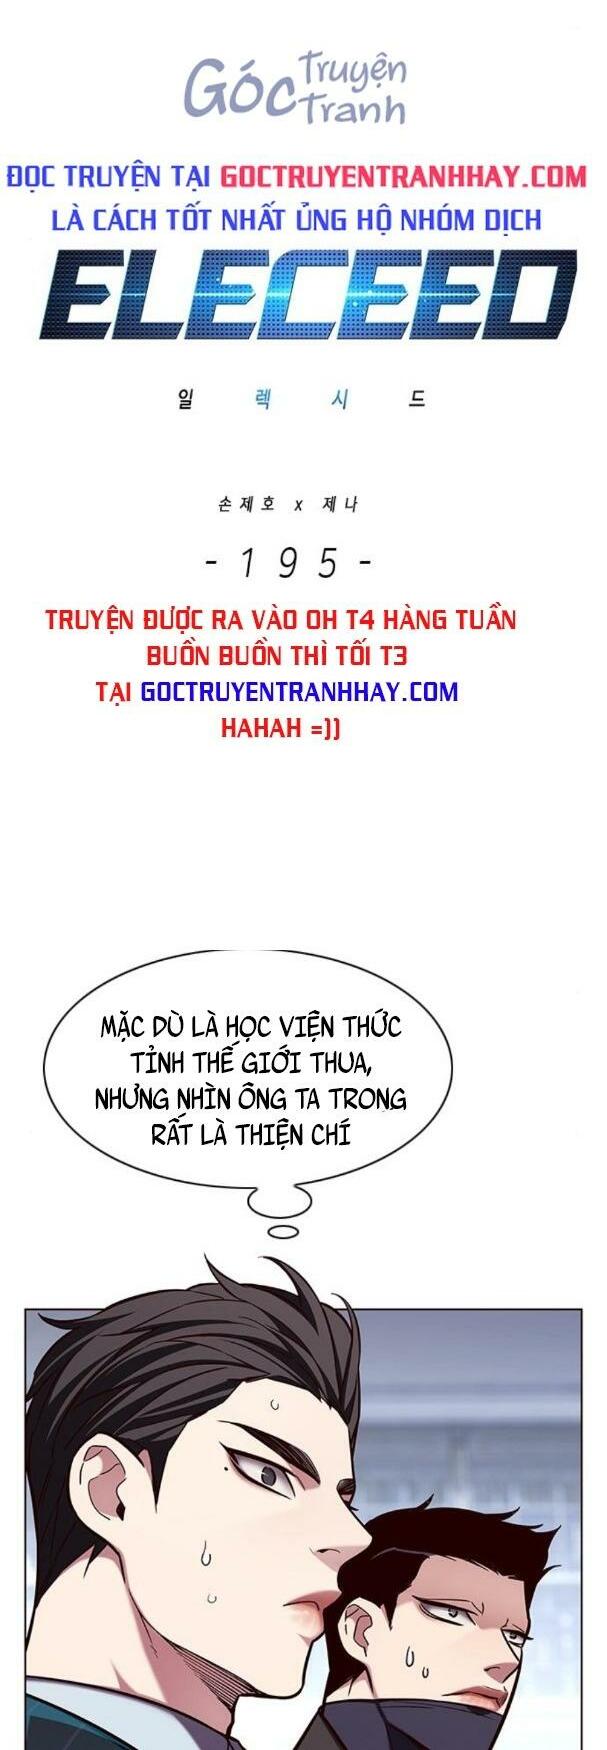 Góc Truyện
Tranh
ĐỌC TRUYỆN TẠI GOCTRUYENTRANHHAY.COM
LÀ CÁCH TỐT NHẤT ỦNG HỘ NHÓM DỊCH
ELECEED
일 렉 시 드
손제호 x 제나
- 195 -
TRUYỆN ĐƯỢC RA VÀO 0H T4 HÀNG TUẦN
BUỒN BUỒN THÌ TỐI T3
TẠI GOCTRUYENTRANHHAY.COM
HAHAH =))
MẶC DÙ LÀ HỌC VIỆN THỨC
TỈNH THẾ GIỚI THUA,
NHƯNG NHÌN ÔNG TA TRONG
RẤT LÀ THIỆN CHÍ